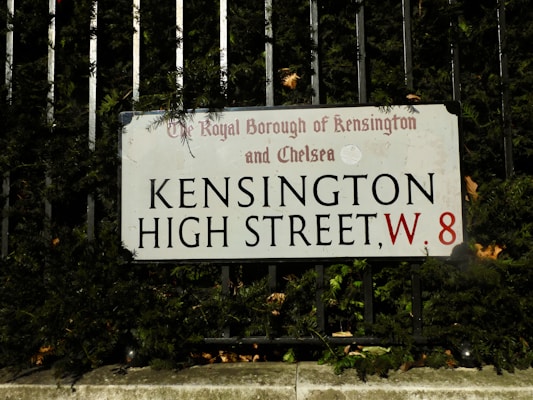 The Royal Borough of Kensington
and Chelsea
KENSINGTON
HIGH STREET, W. 8